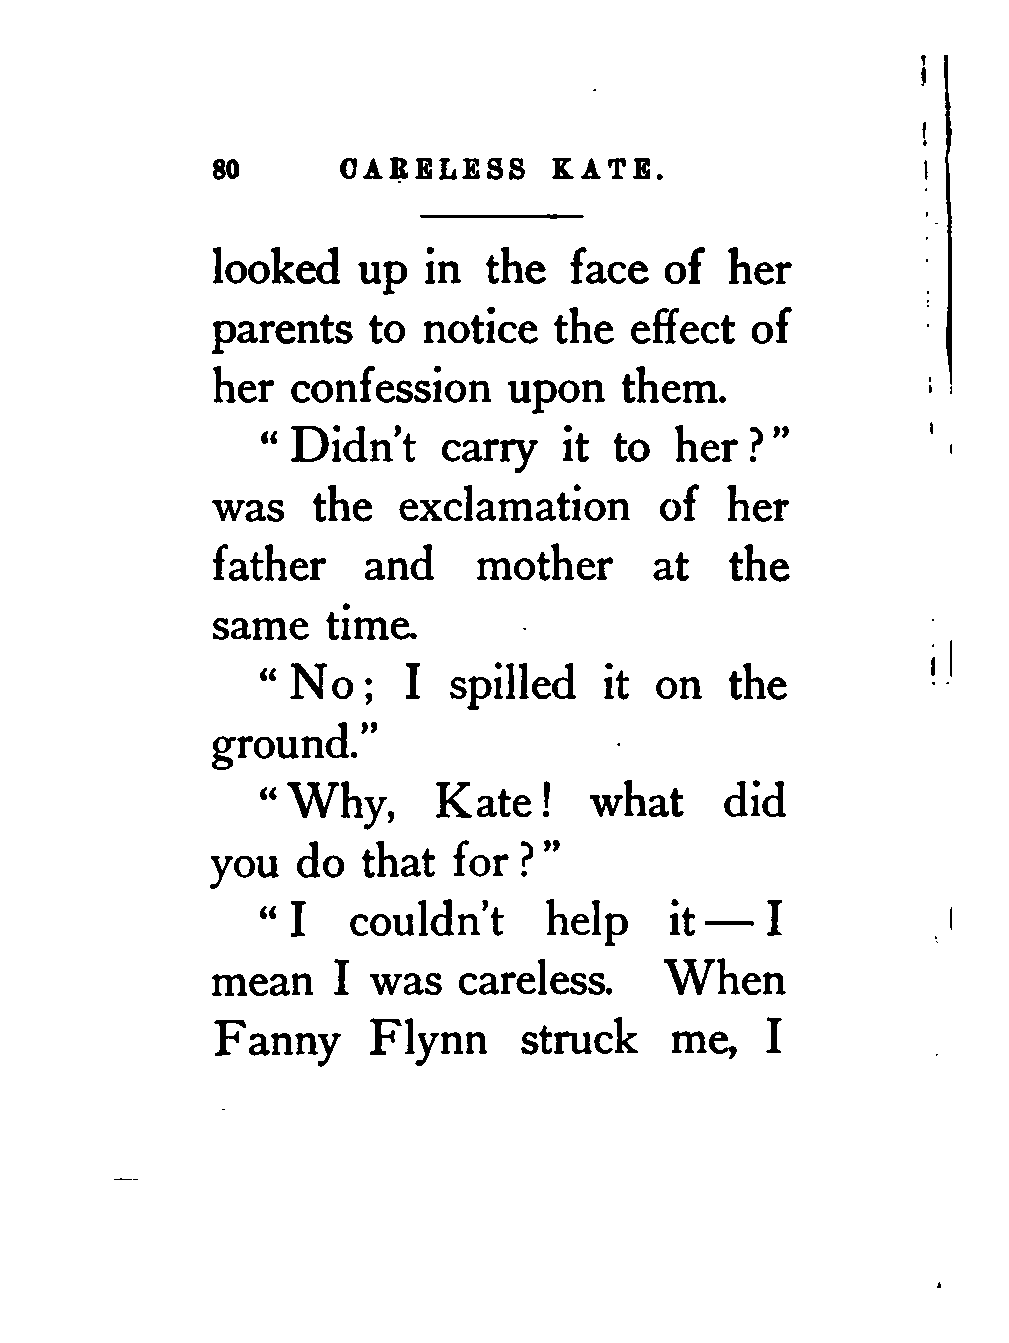 80 CARELESS KATE.
looked up in the face of her
parents to notice the effect of
her confession upon them.
“Didn't carry it to her?”
was the exclamation of her
father and mother at the
same time.
“No; I spilled it on the
ground.”
“Why, Kate! what did
you do that for?”
“I couldn't help it—I
mean I was careless. When
Fanny Flynn struck me, I